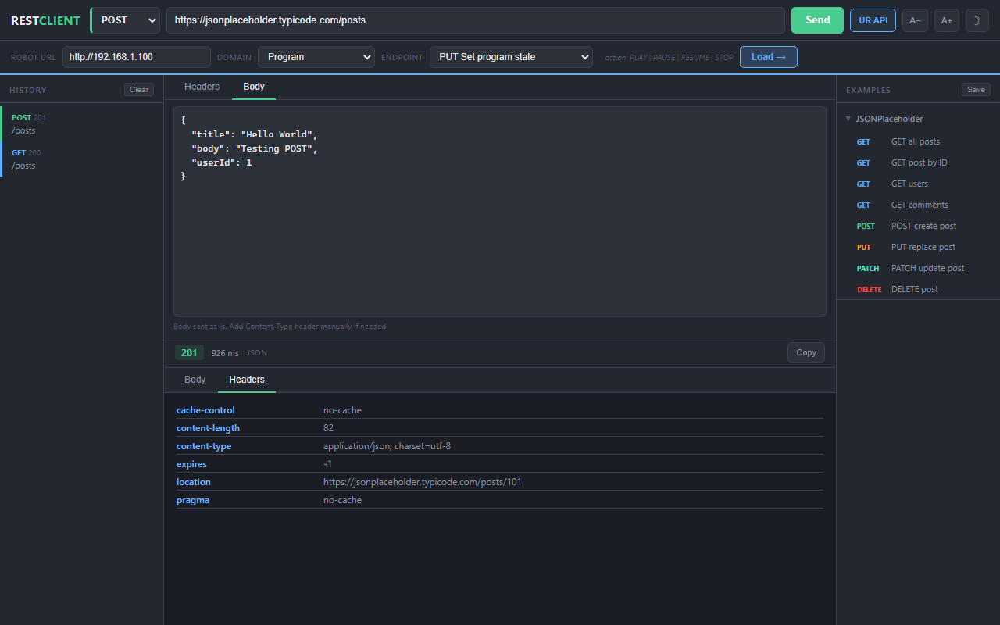 RESTCLIENT POST https://jsonplaceholder.typicode.com/posts Send UR API A− A+
ROBOT URL http://192.168.1.100 DOMAIN Program ENDPOINT PUT Set program state action: PLAY | PAUSE | RESUME | STOP Load →
HISTORY Clear
POST 201
/posts
GET 200
/posts
Headers Body
{
"title": "Hello World",
"body": "Testing POST",
"userId": 1
}
Body sent as-is. Add Content-Type header manually if needed.
201 926 ms JSON Copy
Body Headers
cache-control no-cache
content-length 82
content-type application/json; charset=utf-8
expires -1
location https://jsonplaceholder.typicode.com/posts/101
pragma no-cache
EXAMPLES Save
▼ JSONPlaceholder
GET GET all posts
GET GET post by ID
GET GET users
GET GET comments
POST POST create post
PUT PUT replace post
PATCH PATCH update post
DELETE DELETE post